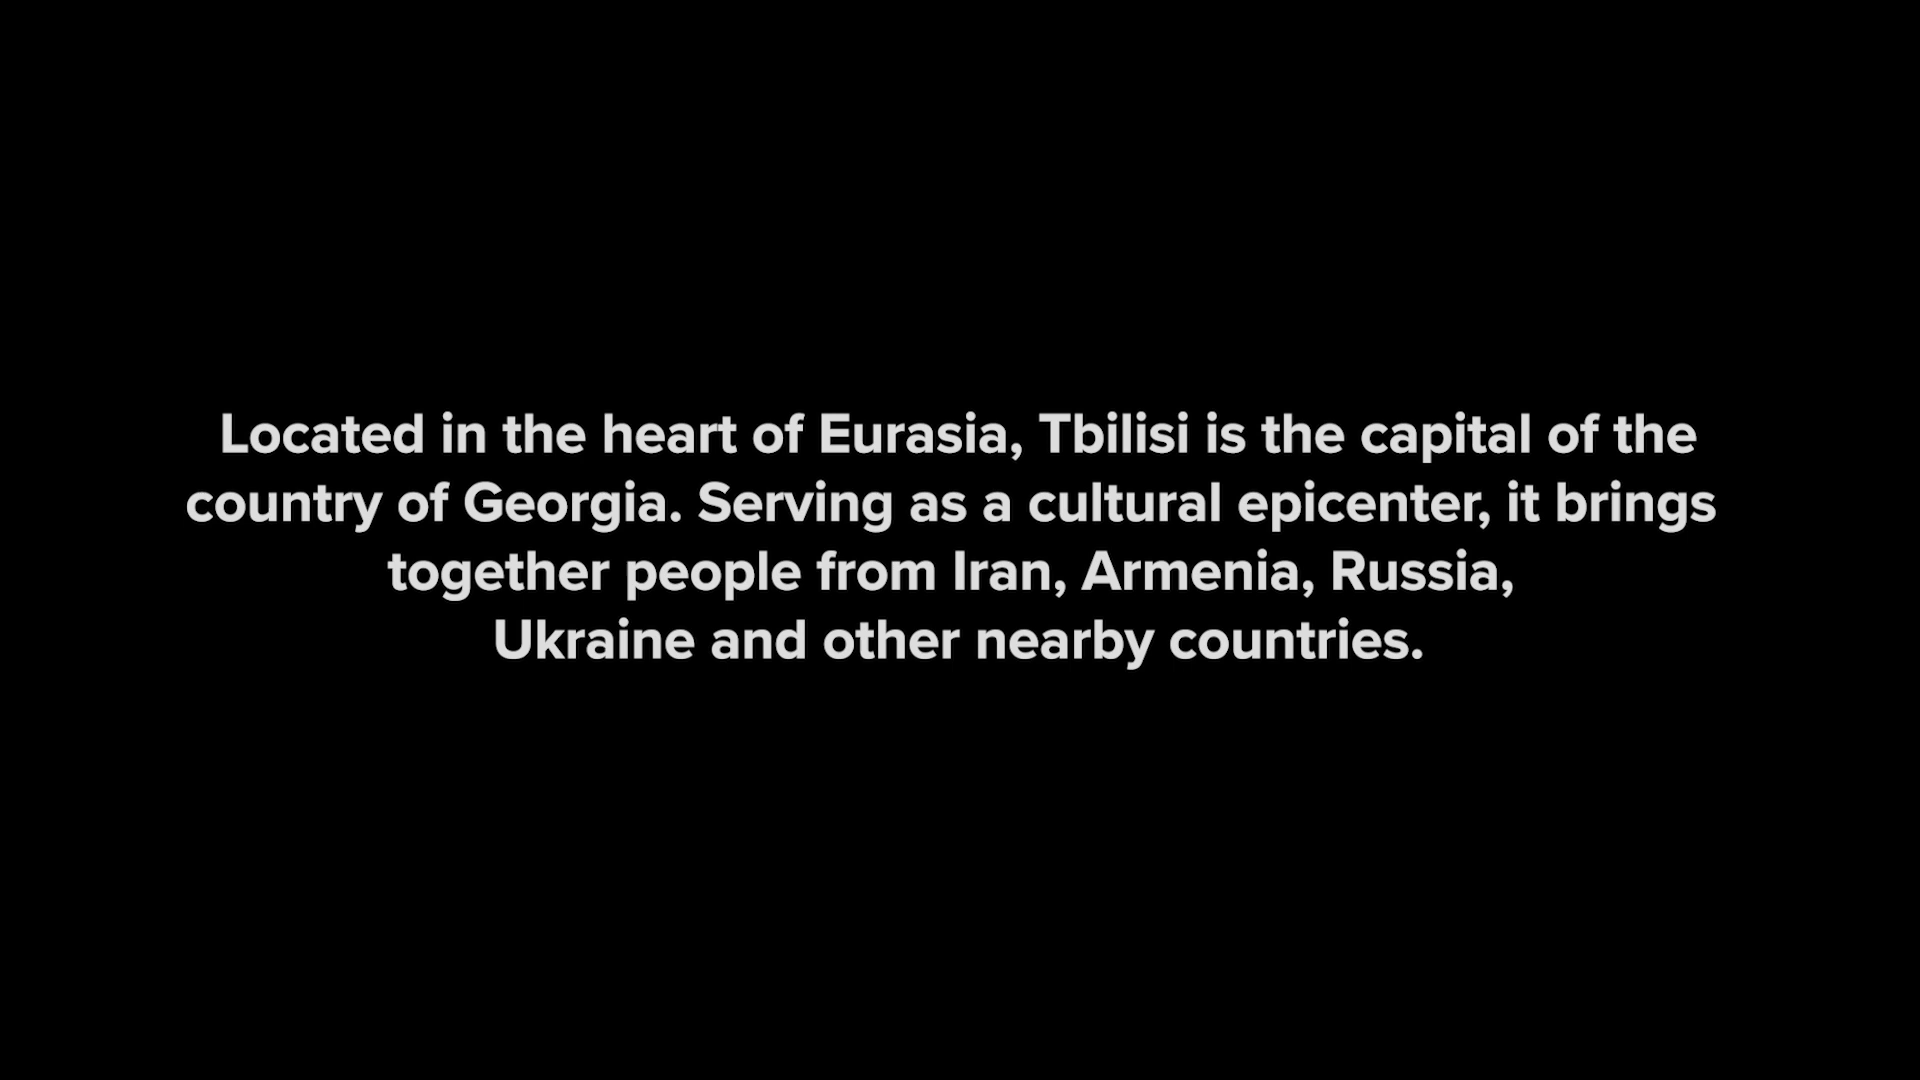 Located in the heart of Eurasia, Tbilisi is the capital of the
country of Georgia. Serving as a cultural epicenter, it brings
together people from Iran, Armenia, Russia,
Ukraine and other nearby countries.